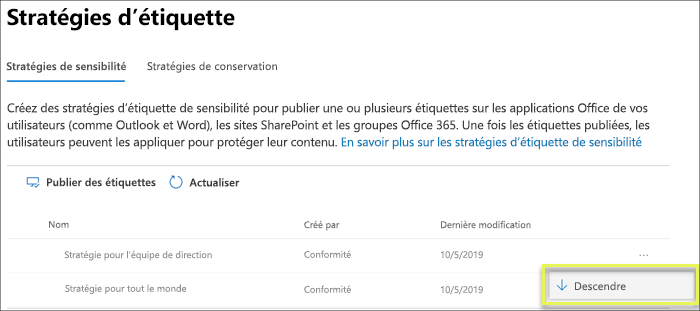 Stratégies d’étiquette
Stratégies de sensibilité Stratégies de conservation
Créez des stratégies d’étiquette de sensibilité pour publier une ou plusieurs étiquettes sur les applications Office de vos
utilisateurs (comme Outlook et Word), les sites SharePoint et les groupes Office 365. Une fois les étiquettes publiées, les
utilisateurs peuvent les appliquer pour protéger leur contenu. En savoir plus sur les stratégies d’étiquette de sensibilité
Publier des étiquettes Actualiser
Nom Créé par Dernière modification
Stratégie pour l’équipe de direction Conformité 10/5/2019 ...
Stratégie pour tout le monde Conformité 10/5/2019 Descendre